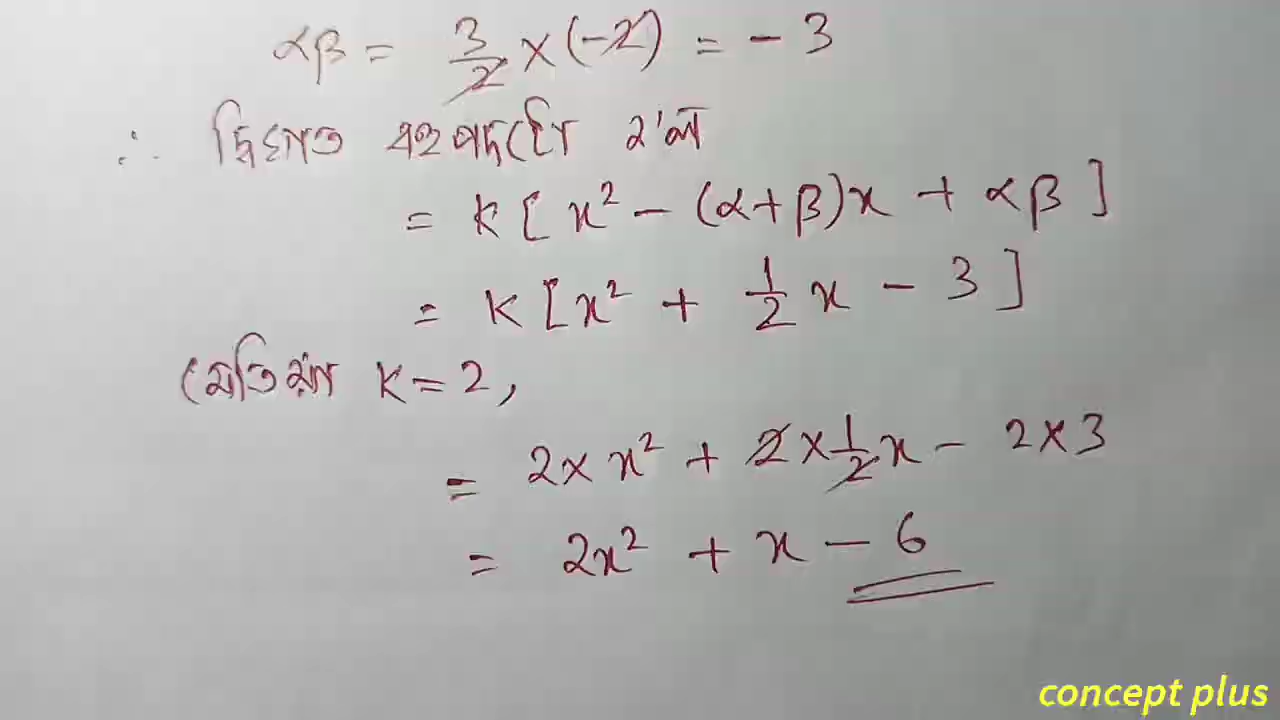 αβ = 3/2 × (-2) = - 3
∴ দ্বিঘাত বহুপদটো হ'ল
= K [ x² - (α+β)x + αβ ]
= K [ x² + 1/2 x - 3 ]
যেতিয়া K = 2,
= 2 × x² + 2 × 1/2 x - 2 × 3
= 2x² + x - 6
concept plus